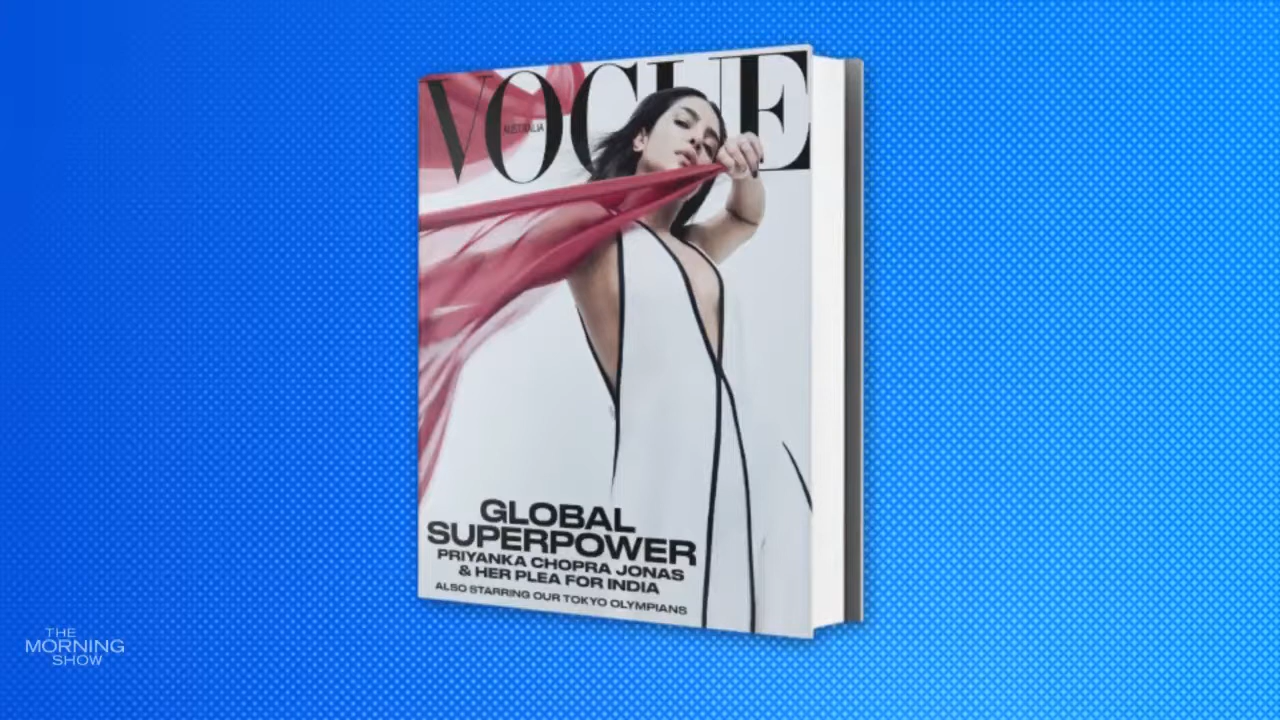 VOGUE
AUSTRALIA
GLOBAL
SUPERPOWER
PRIYANKA CHOPRA JONAS
& HER PLEA FOR INDIA
ALSO STARRING OUR TOKYO OLYMPIANS
THE
MORNING
SHOW